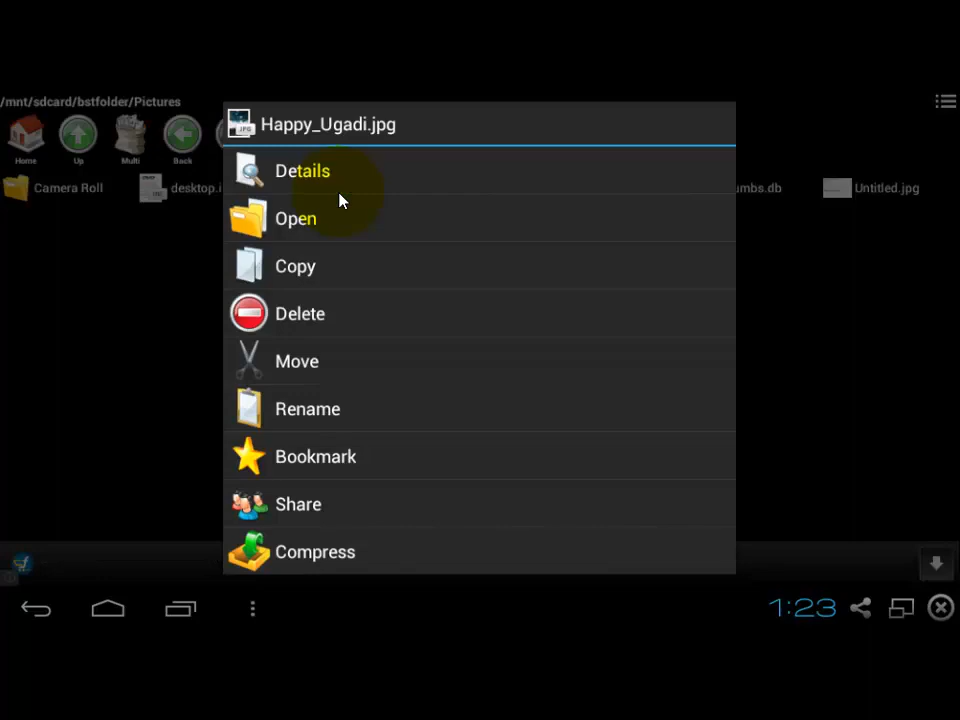 /mnt/sdcard/bstfolder/Pictures
Happy_Ugadi.jpg
Home
Up
Multi
Back
Camera Roll
desktop.i
umbs.db
Untitled.jpg
Details
Open
Copy
Delete
Move
Rename
Bookmark
Share
Compress
1:23